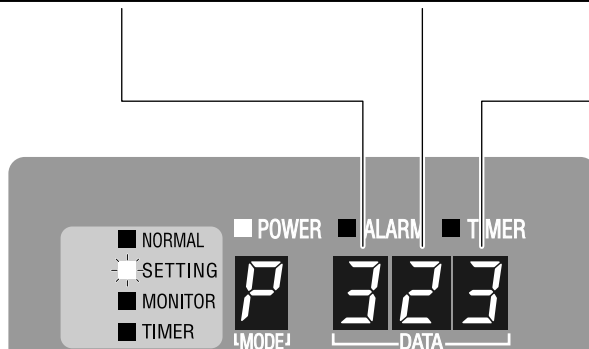 POWER ALARM TIMER
NORMAL
SETTING
MONITOR
TIMER
P 323
MODE DATA